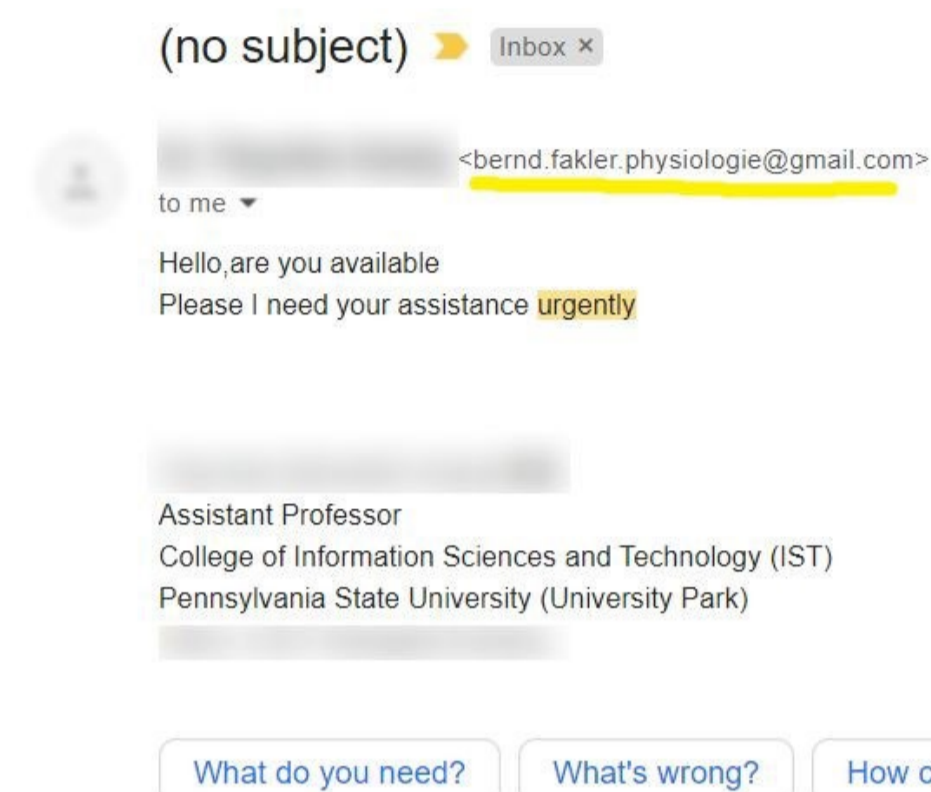 (no subject)
Inbox ×
<bernd.fakler.physiologie@gmail.com>
to me
Hello,are you available
Please I need your assistance urgently
Assistant Professor
College of Information Sciences and Technology (IST)
Pennsylvania State University (University Park)
What do you need? What's wrong? How